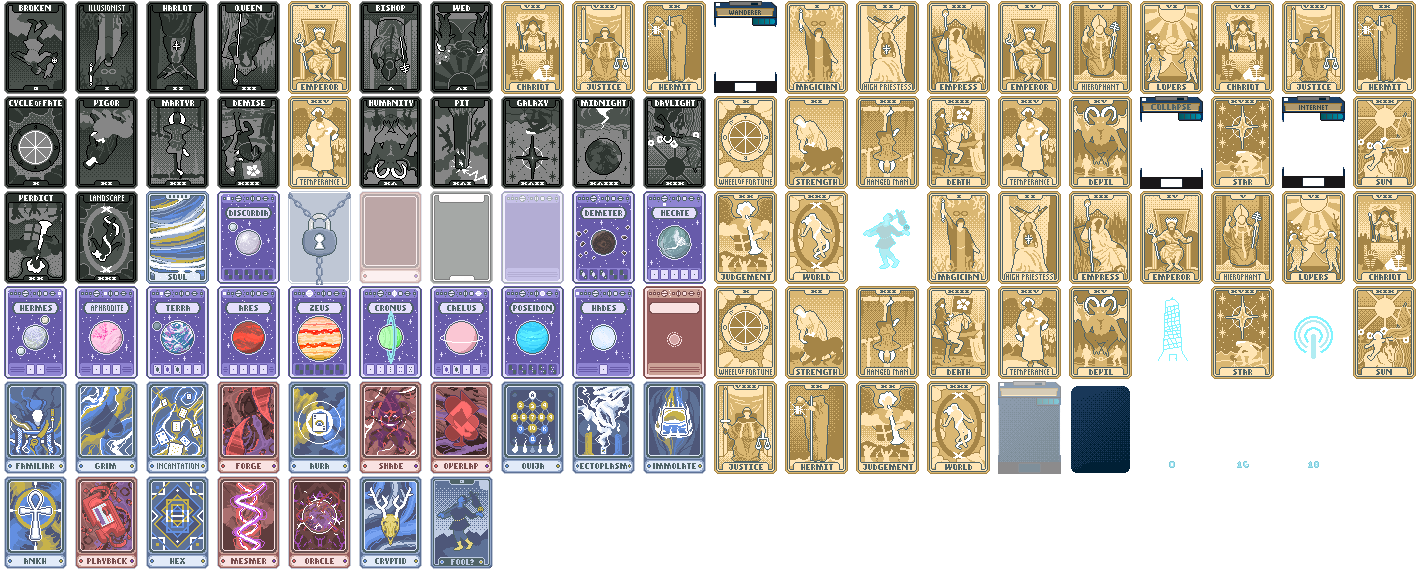 BROKEN
ILLUSIONIST
HARLOT
QUEEN
EMPEROR
BISHOP
WED
CHARIOT
JUSTICE
HERMIT
WANDERER
MAGICIAN
HIGH PRIESTESS
EMPRESS
EMPEROR
HIEROPHANT
LOVERS
CHARIOT
JUSTICE
HERMIT
CYCLE OF FATE
VIGOR
MARTYR
DEMISE
TEMPERANCE
HUMANITY
PIT
GALAXY
MIDNIGHT
DAYLIGHT
WHEEL OF FORTUNE
STRENGTH
HANGED MAN
DEATH
TEMPERANCE
DEVIL
COLLAPSE
STAR
INTERNET
SUN
VERDICT
LANDSCAPE
SOUL
DISCORDIA
DEMETER
HECATE
JUDGEMENT
WORLD
MAGICIAN
HIGH PRIESTESS
EMPRESS
EMPEROR
HIEROPHANT
LOVERS
CHARIOT
HERMES
APHRODITE
TERRA
ARES
ZEUS
CRONUS
CAELUS
POSEIDON
HADES
WHEEL OF FORTUNE
STRENGTH
HANGED MAN
DEATH
TEMPERANCE
DEVIL
STAR
SUN
FAMILIAR
GRIM
INCANTATION
FORGE
AURA
SHADE
OVERLAP
OUIJA
ECTOPLASM
IMMOLATE
JUSTICE
HERMIT
JUDGEMENT
WORLD
0
16
18
ANKH
PLAYBACK
HEX
MESMER
ORACLE
CRYPTID
FOOL?